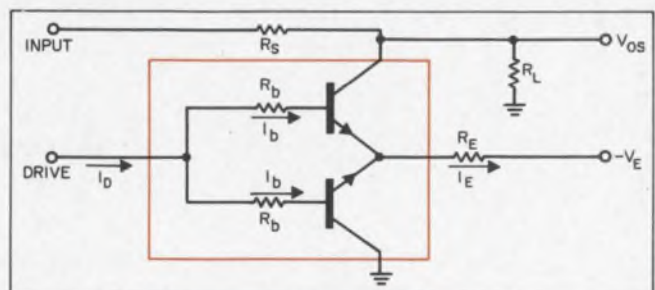 INPUT
R_S
V_OS
R_L
R_b
I_b
R_E
I_b
-V_E
DRIVE
I_D
R_b
I_E